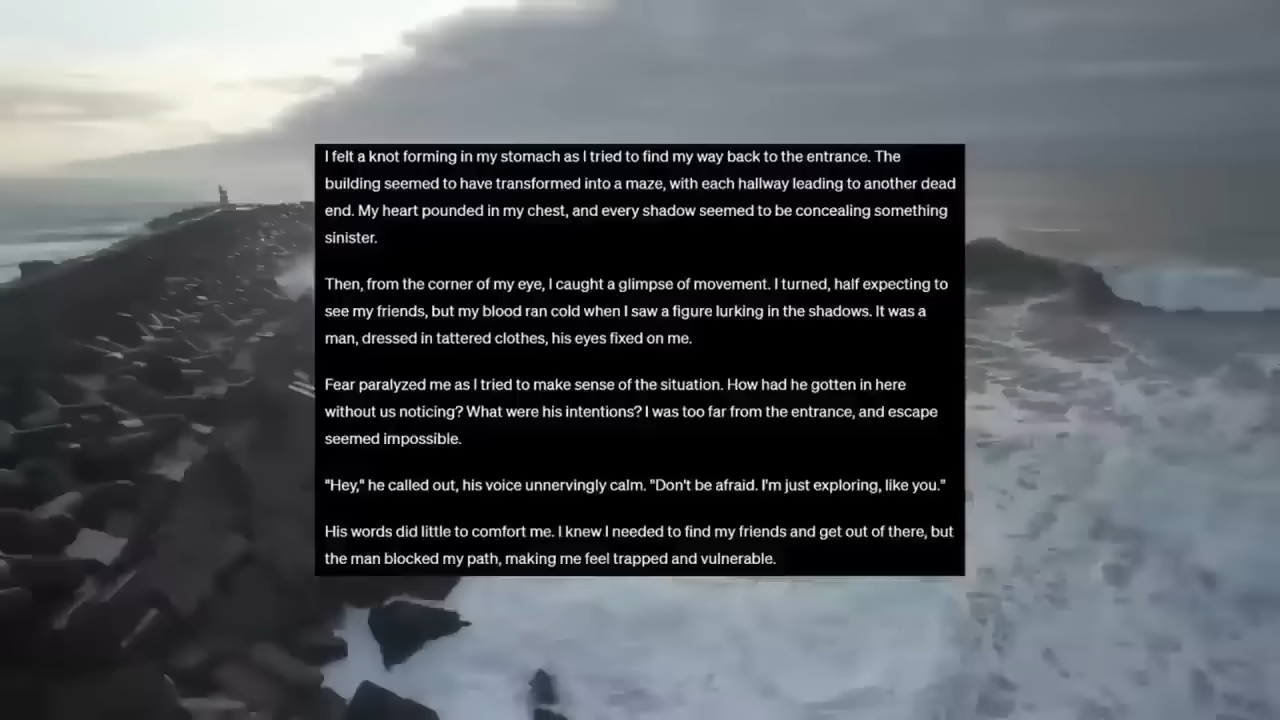 I felt a knot forming in my stomach as I tried to find my way back to the entrance. The
building seemed to have transformed into a maze, with each hallway leading to another dead
end. My heart pounded in my chest, and every shadow seemed to be concealing something
sinister.
Then, from the corner of my eye, I caught a glimpse of movement. I turned, half expecting to
see my friends, but my blood ran cold when I saw a figure lurking in the shadows. It was a
man, dressed in tattered clothes, his eyes fixed on me.
Fear paralyzed me as I tried to make sense of the situation. How had he gotten in here
without us noticing? What were his intentions? I was too far from the entrance, and escape
seemed impossible.
"Hey," he called out, his voice unnervingly calm. "Don't be afraid. I'm just exploring, like you."
His words did little to comfort me. I knew I needed to find my friends and get out of there, but
the man blocked my path, making me feel trapped and vulnerable.